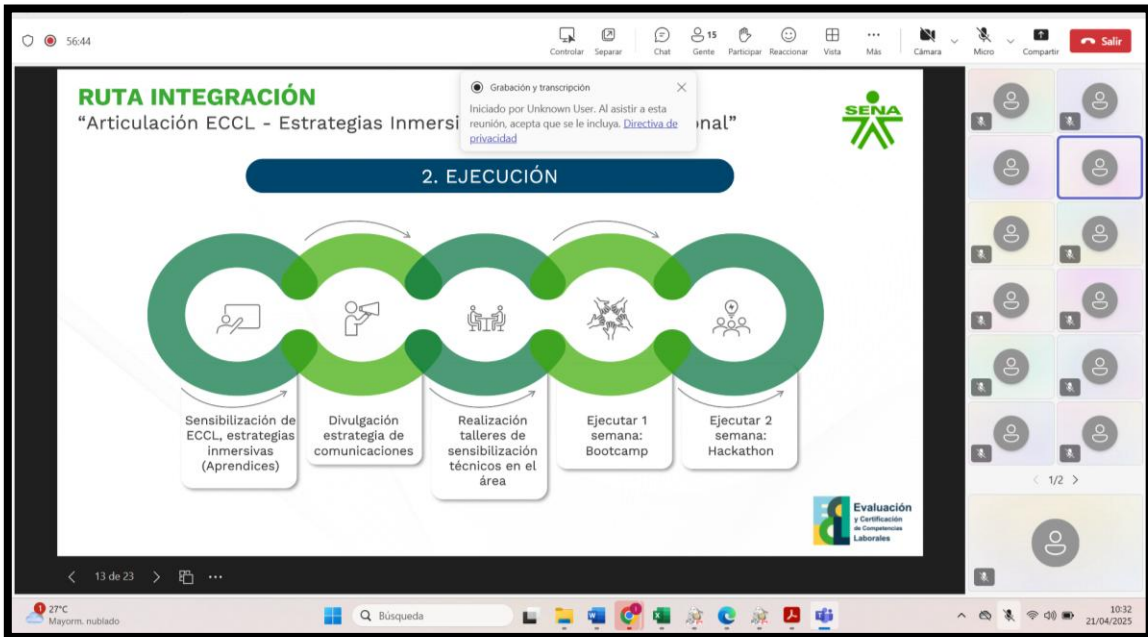 56:44
Controlar
Separar
Chat
15
Gente
Participar
Reaccionar
Vista
Más
Cámara
Micro
Compartir
Salir
RUTA INTEGRACIÓN
“Articulación ECCL - Estrategias Inmersi
nal”
Grabación y transcripción
Iniciado por Unknown User. Al asistir a esta
reunión, acepta que se le incluya. Directiva de
privacidad
SENA
2. EJECUCIÓN
Sensibilización de
ECCL, estrategias
inmersivas
(Aprendices)
Divulgación
estrategia de
comunicaciones
Realización
talleres de
sensibilización
técnicos en el
área
Ejecutar 1
semana:
Bootcamp
Ejecutar 2
semana:
Hackathon
Evaluación
y Certificación
de Competencias
Laborales
1/2
13 de 23
1
27°C
Mayorm. nublado
Búsqueda
10:32
21/04/2025